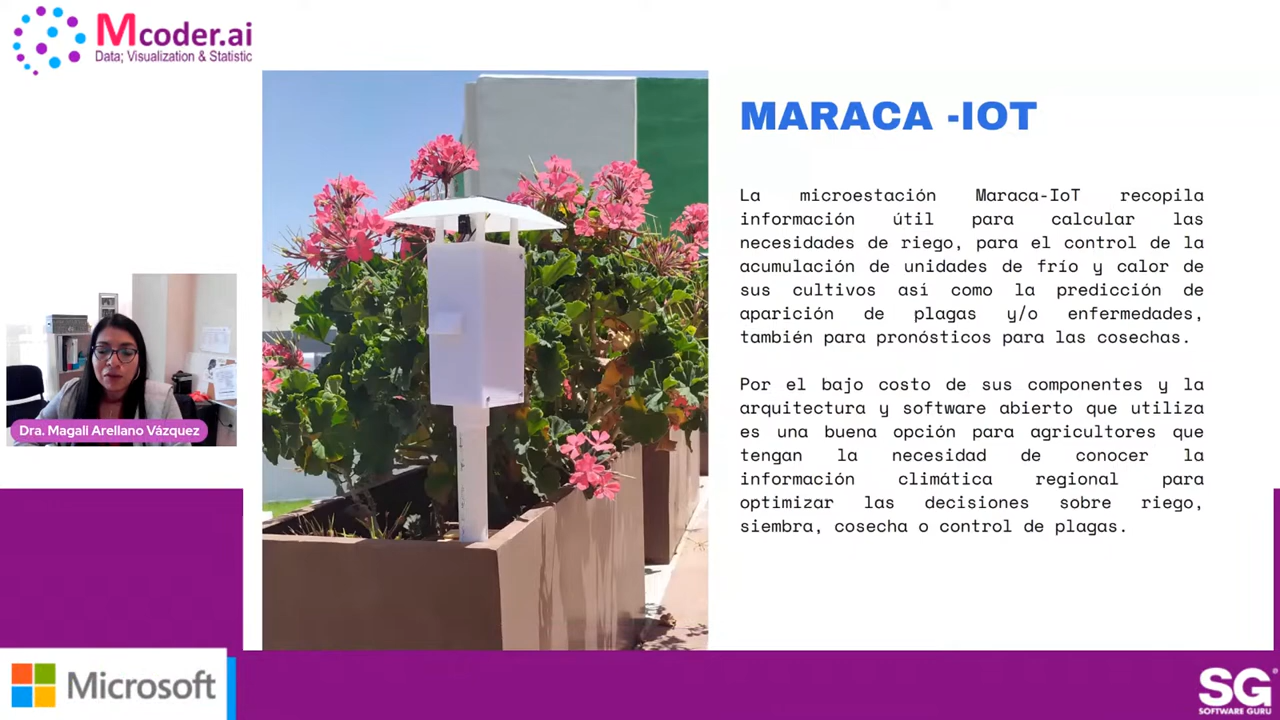 Mcoder.ai
Data; Visualization & Statistic
MARACA -IOT
La microestación Maraca-IoT recopila
información útil para calcular las
necesidades de riego, para el control de la
acumulación de unidades de frío y calor de
sus cultivos así como la predicción de
aparición de plagas y/o enfermedades,
también para pronósticos para las cosechas.
Por el bajo costo de sus componentes y la
arquitectura y software abierto que utiliza
es una buena opción para agricultores que
tengan la necesidad de conocer la
información climática regional para
optimizar las decisiones sobre riego,
siembra, cosecha o control de plagas.
Dra. Magali Arellano Vázquez
Microsoft
SG
SOFTWARE GURU